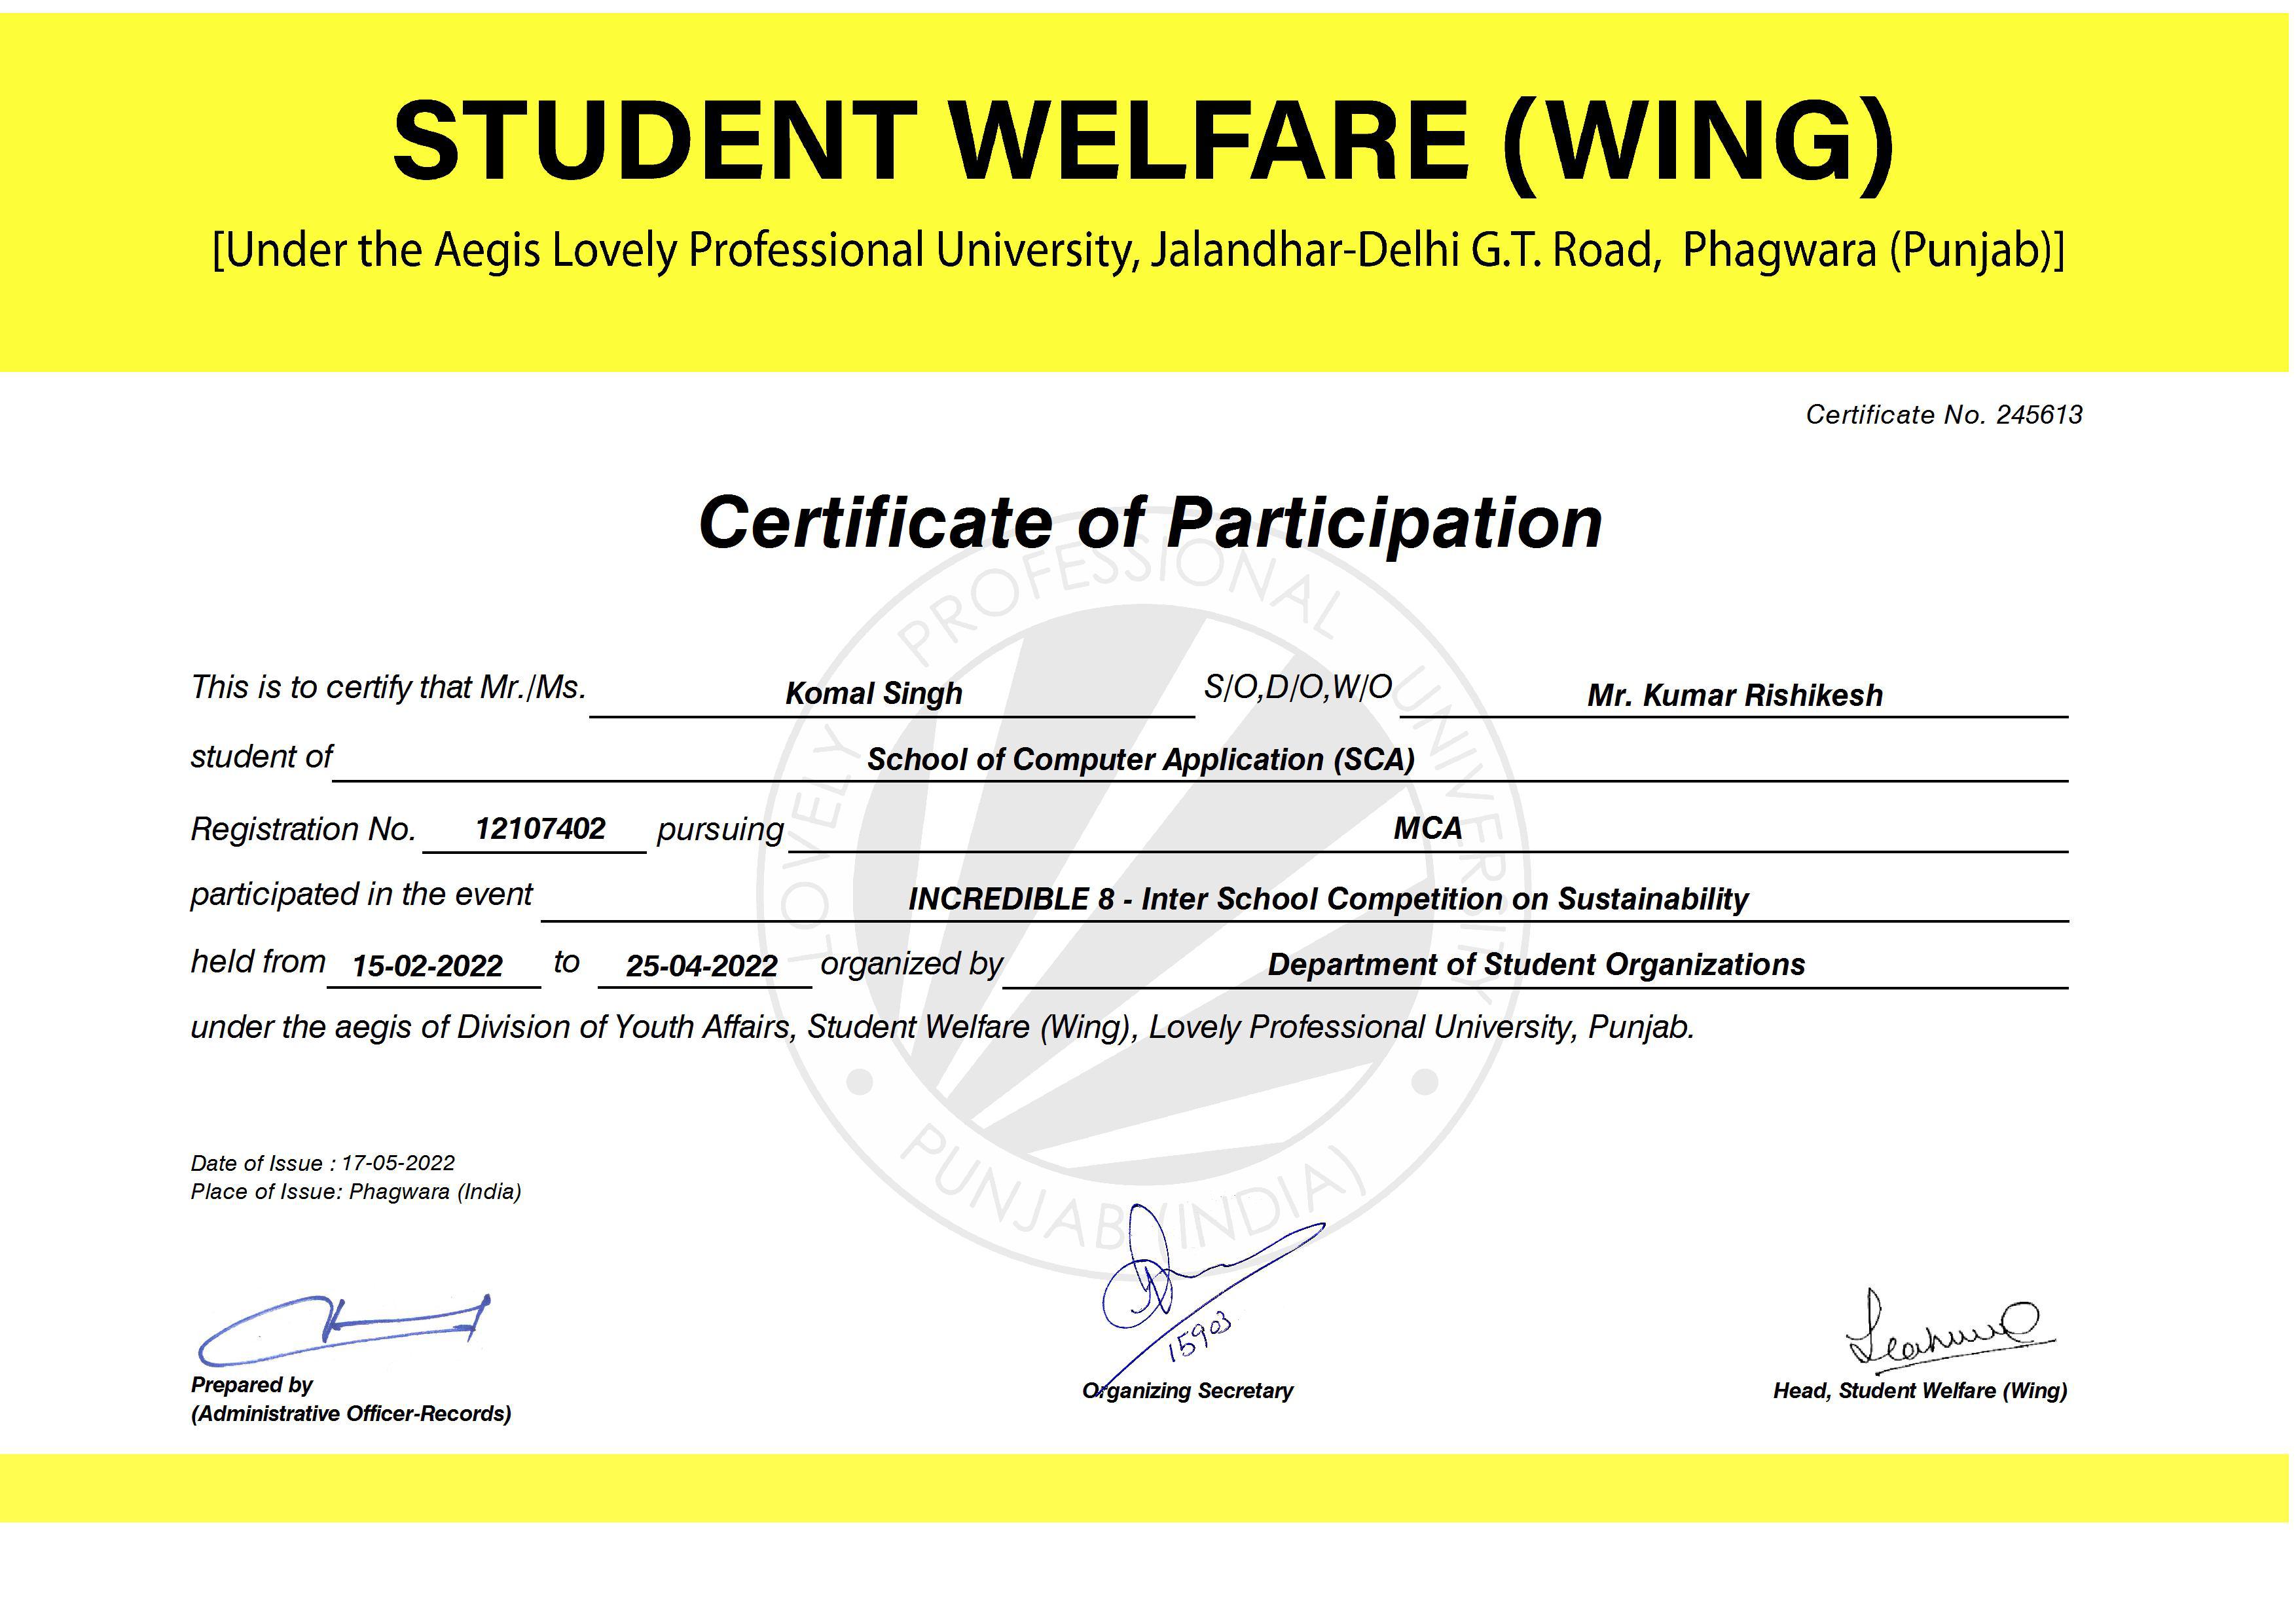 STUDENT WELFARE (WING)
[Under the Aegis Lovely Professional University, Jalandhar-Delhi G.T. Road, Phagwara (Punjab)]
Certificate No. 245613
Certificate of Participation
This is to certify that Mr./Ms. Komal Singh S/O,D/O,W/O Mr. Kumar Rishikesh
student of School of Computer Application (SCA)
Registration No. 12107402 pursuing MCA
participated in the event INCREDIBLE 8 - Inter School Competition on Sustainability
held from 15-02-2022 to 25-04-2022 organized by Department of Student Organizations
under the aegis of Division of Youth Affairs, Student Welfare (Wing), Lovely Professional University, Punjab.
LOVELY PROFESSIONAL UNIVERSITY
PUNJAB (INDIA)
Date of Issue : 17-05-2022
Place of Issue: Phagwara (India)
15903
Prepared by
(Administrative Officer-Records)
Organizing Secretary
Head, Student Welfare (Wing)